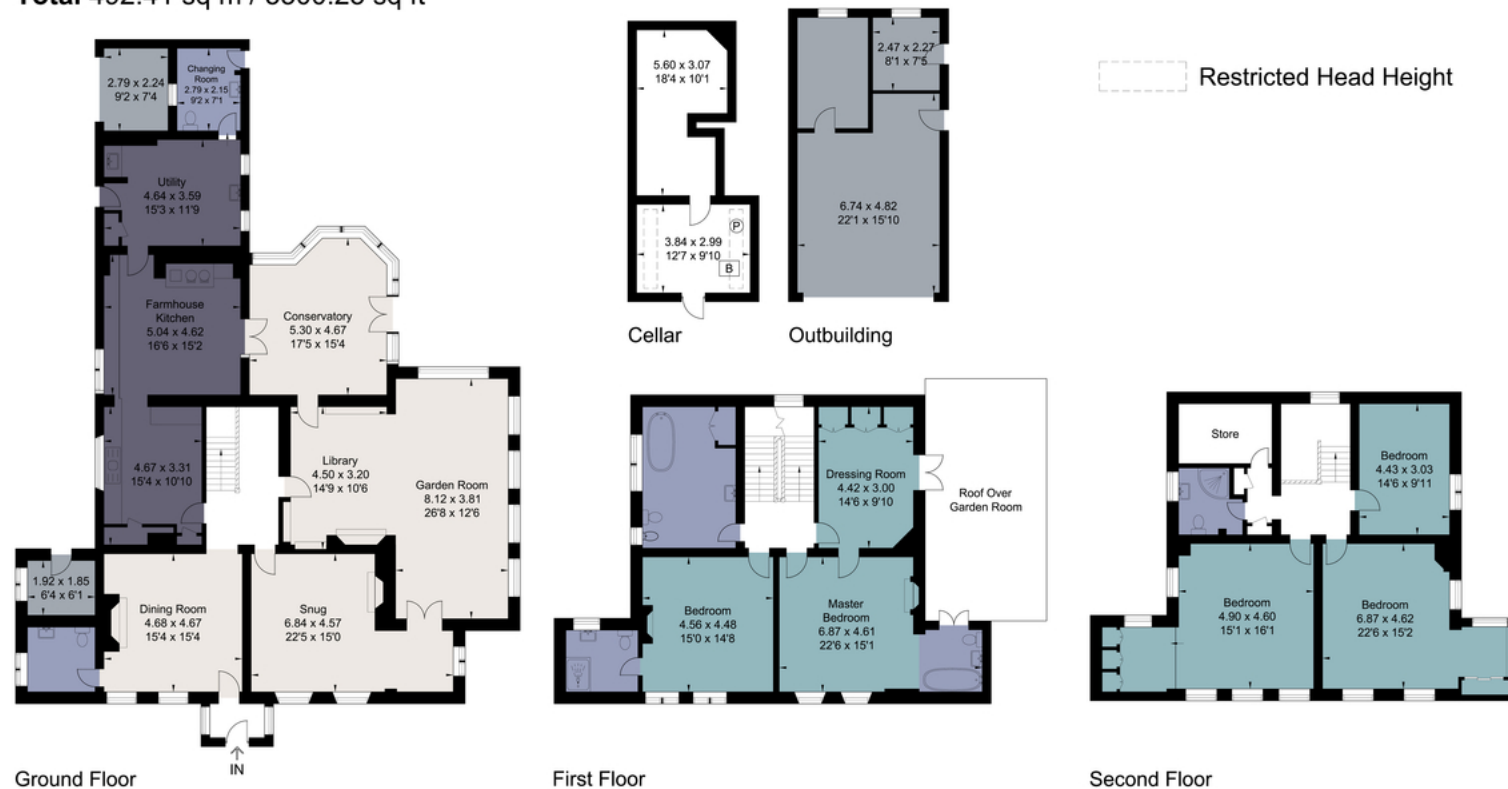 Total
2.79 x 2.24
9'2 x 7'4
Changing
Room
2.79 x 2.15
9'2 x 7'1
Utility
4.64 x 3.59
15'3 x 11'9
Farmhouse
Kitchen
5.04 x 4.62
16'6 x 15'2
Conservatory
5.30 x 4.67
17'5 x 15'4
4.67 x 3.31
15'4 x 10'10
Library
4.50 x 3.20
14'9 x 10'6
Garden Room
8.12 x 3.81
26'8 x 12'6
1.92 x 1.85
6'4 x 6'1
Dining Room
4.68 x 4.67
15'4 x 15'4
Snug
6.84 x 4.57
22'5 x 15'0
IN
Ground Floor
5.60 x 3.07
18'4 x 10'1
3.84 x 2.99
12'7 x 9'10
P
B
Cellar
2.47 x 2.27
8'1 x 7'5
6.74 x 4.82
22'1 x 15'10
Outbuilding
Restricted Head Height
Dressing Room
4.42 x 3.00
14'6 x 9'10
Roof Over
Garden Room
Bedroom
4.56 x 4.48
15'0 x 14'8
Master
Bedroom
6.87 x 4.61
22'6 x 15'1
First Floor
Store
Bedroom
4.43 x 3.03
14'6 x 9'11
Bedroom
4.90 x 4.60
15'1 x 16'1
Bedroom
6.87 x 4.62
22'6 x 15'2
Second Floor